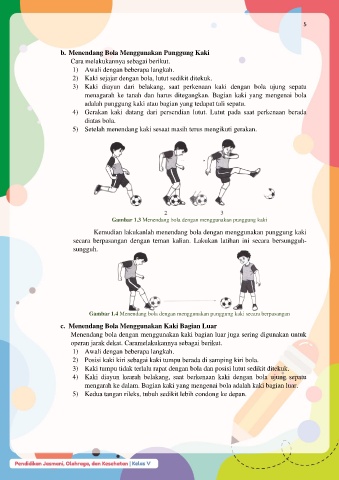 5
b. Menendang Bola Menggunakan Punggung Kaki
Cara melakukannya sebagai berikut.
1) Awali dengan beberapa langkah.
2) Kaki sejajar dengan bola, lutut sedikit ditekuk.
3) Kaki diayun dari belakang, saat perkenaan kaki dengan bola ujung sepatu
mengarah ke tanah dan harus ditegangkan. Bagian kaki yang mengenai bola
adalah punggung kaki atau bagian yang terdapat tali sepatu.
4) Gerakan kaki datang dari persendian lutut. Lutut pada saat perkenaan berada
diatas bola.
5) Setelah menendang kaki sesaat masih terus mengikuti gerakan.
2 3
Gambar 1.3 Menendang bola dengan menggunakan punggung kaki
Kemudian lakukanlah menendang bola dengan menggunakan punggung kaki
secara berpasangan dengan teman kalian. Lakukan latihan ini secara bersungguh-
sungguh.
Gambar 1.4 Menendang bola dengan menggunakan punggung kaki secara berpasangan
c. Menendang Bola Menggunakan Kaki Bagian Luar
Menendang bola dengan menggunakan kaki bagian luar juga sering digunakan untuk
operan jarak dekat. Caramelakukannya sebagai berikut.
1) Awali dengan beberapa langkah.
2) Posisi kaki kiri sebagai kaki tumpu berada di samping kiri bola.
3) Kaki tumpu tidak terlalu rapat dengan bola dan posisi lutut sedikit ditekuk.
4) Kaki diayun kearah belakang, saat berkenaan kaki dengan bola ujung sepatu
mengarah ke dalam. Bagian kaki yang mengenai bola adalah kaki bagian luar.
5) Kedua tangan rileks, tubuh sedikit lebih condong ke depan.
Pendidikan Jasmani, Olahraga, dan Kesehatan | Kelas V